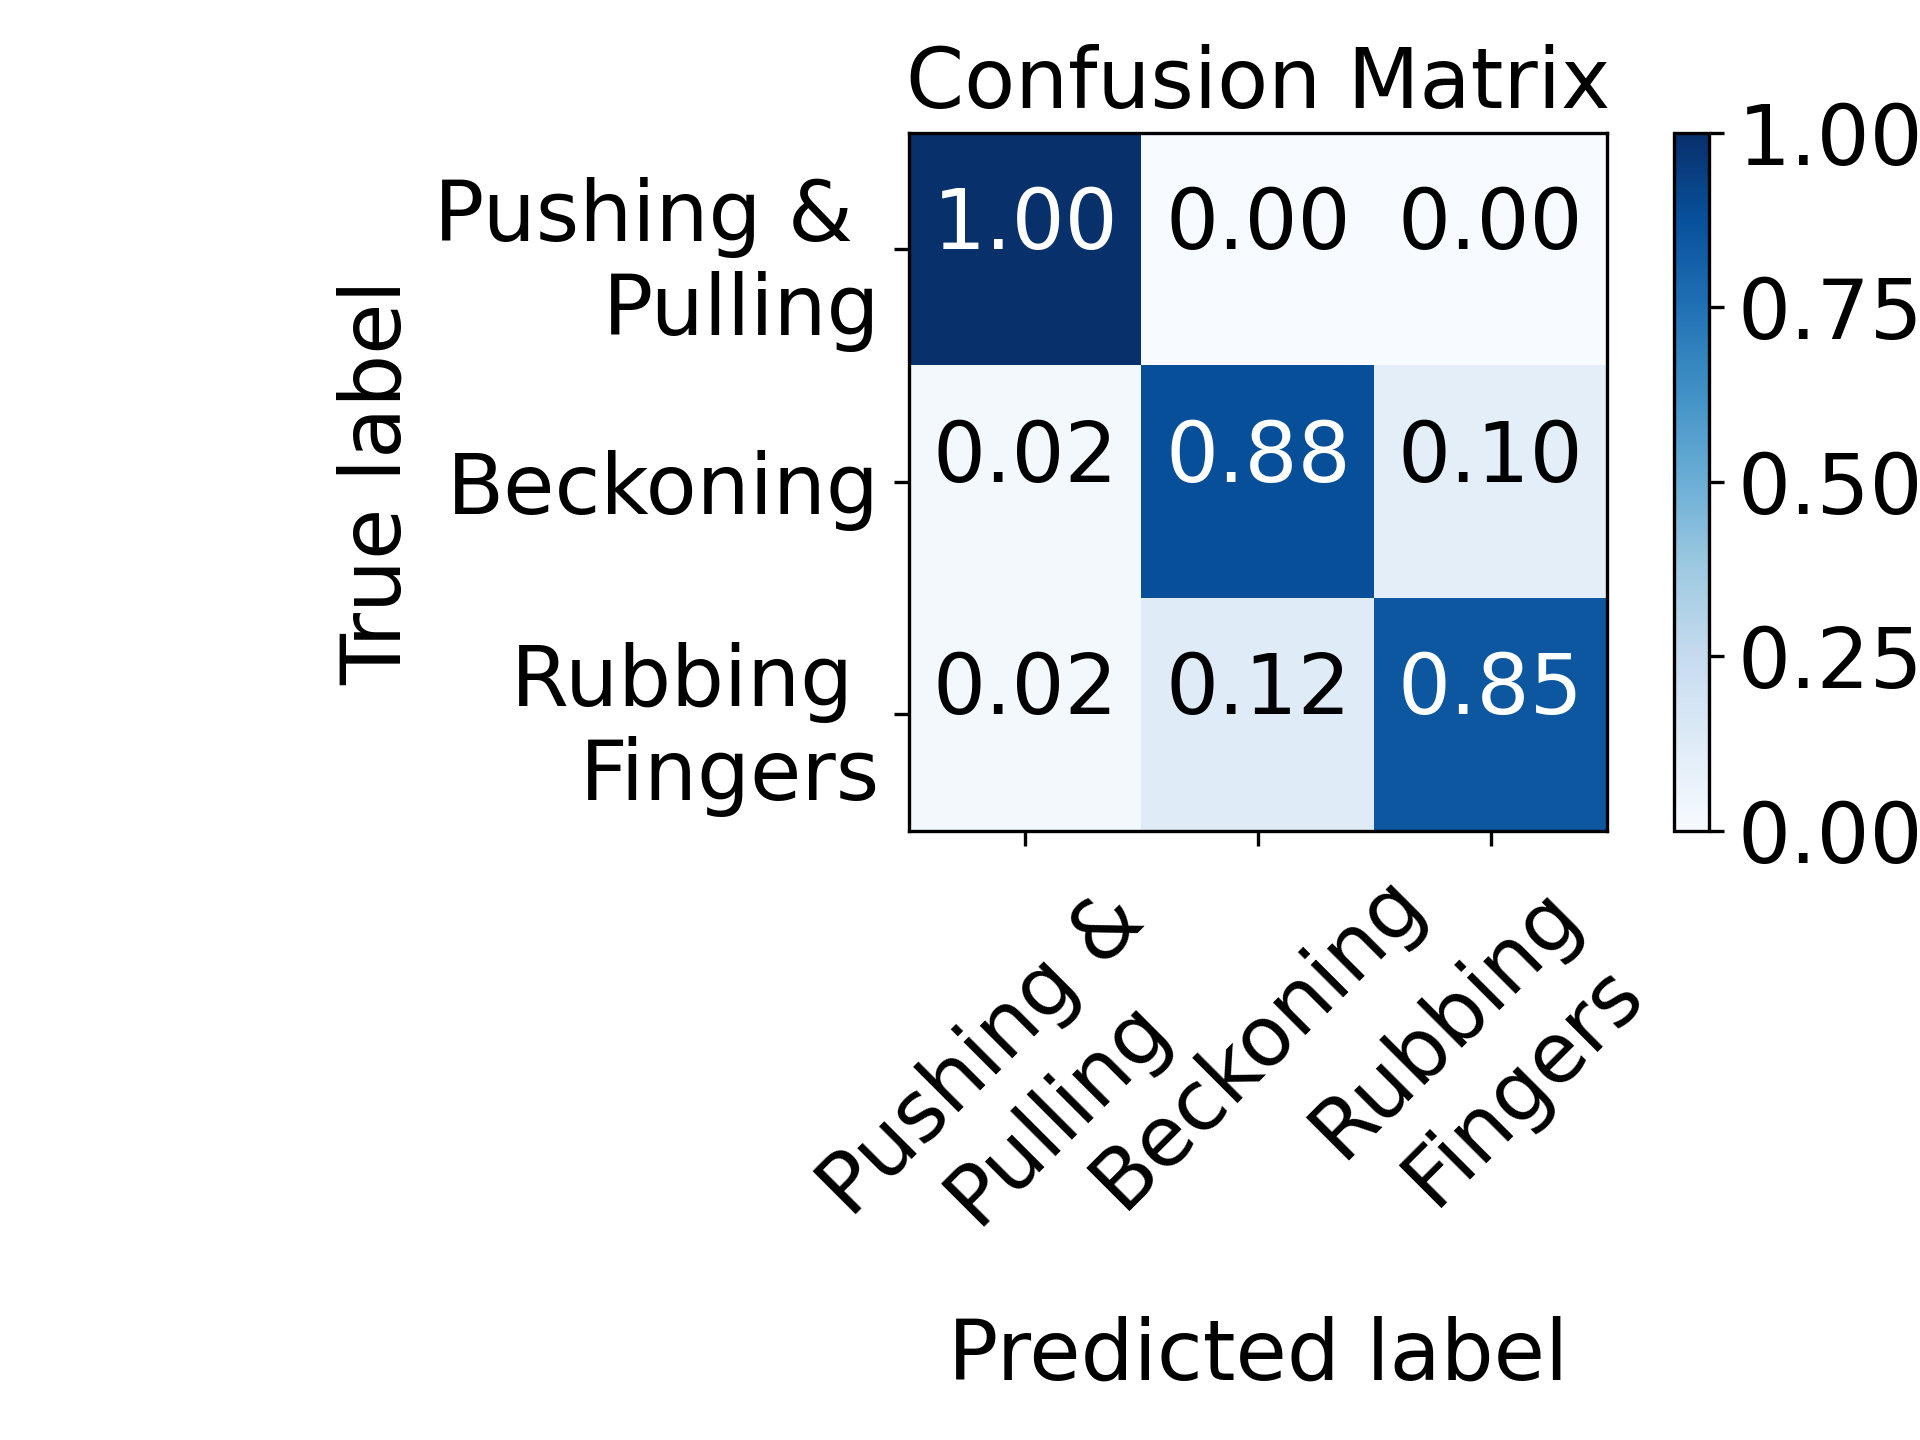 Confusion Matrix
True label
Pushing &
Pulling
Beckoning
Rubbing
Fingers
1.00 0.00 0.00
0.02 0.88 0.10
0.02 0.12 0.85
1.00
0.75
0.50
0.25
0.00
Pushing &
Pulling
Beckoning
Rubbing
Fingers
Predicted label